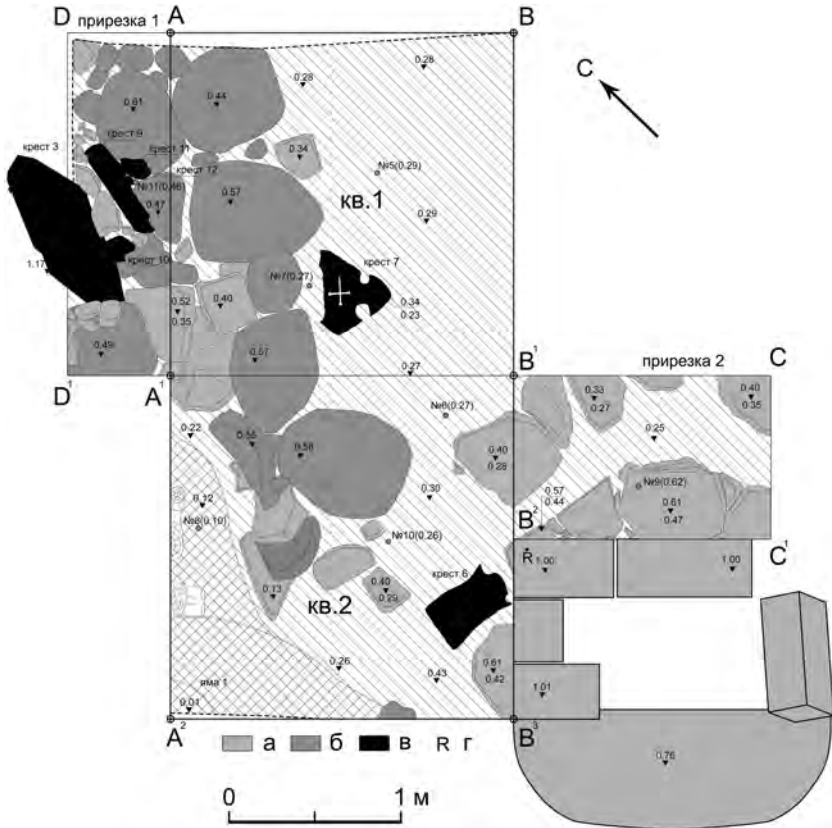 D прирезка 1 A B
C
0.28
0.28
0.61
0.44
крест 9
крест 3
крест 11
0.34
крест 12
№5(0.29)
№11(0.46)
0.47
0.57
кв.1
0.29
крест 10
крест 7
1.17
№7(0.27)
0.52
0.35
0.40
0.34
0.23
0.49
0.57
0.27
D¹ A¹ B¹ прирезка 2 C
0.33
0.27
0.40
0.35
№6(0.27)
0.22
0.55
0.58
0.40
0.28
0.25
0.12
№8(0.10)
0.30
№9(0.62)
0.57
0.44
0.61
0.47
B²
C¹
№10(0.26)
R
1.00
1.00
крест 6
0.13
0.40
0.29
кв.2
0.26
0.61
0.42
0.43
яма 1
1.01
0.01
A² B³
а б в R г
0.76
0 1 м